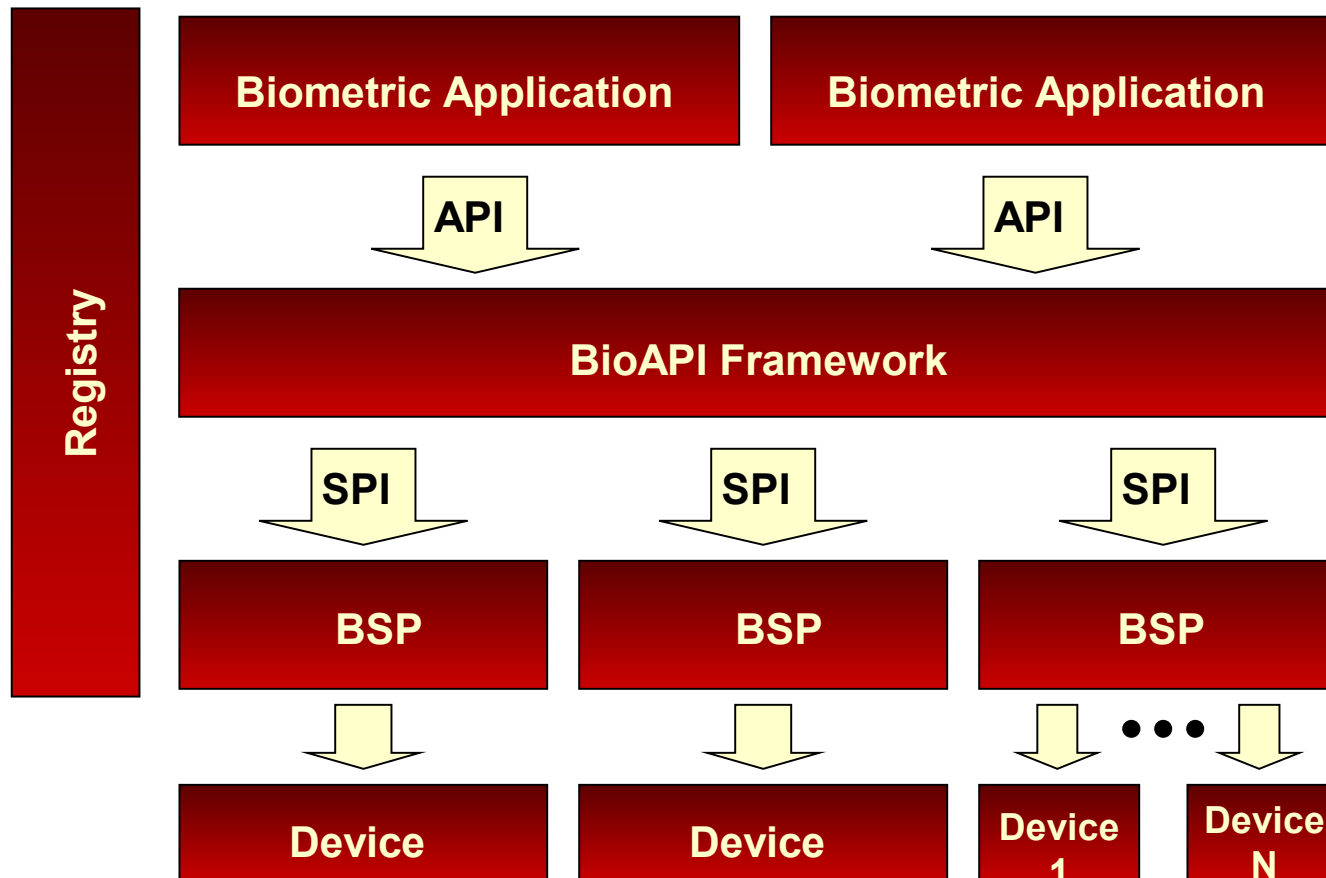 Registry
Biometric Application
Biometric Application
API
API
BioAPI Framework
SPI
SPI
SPI
BSP
BSP
BSP
Device
Device
Device
1
Device
N